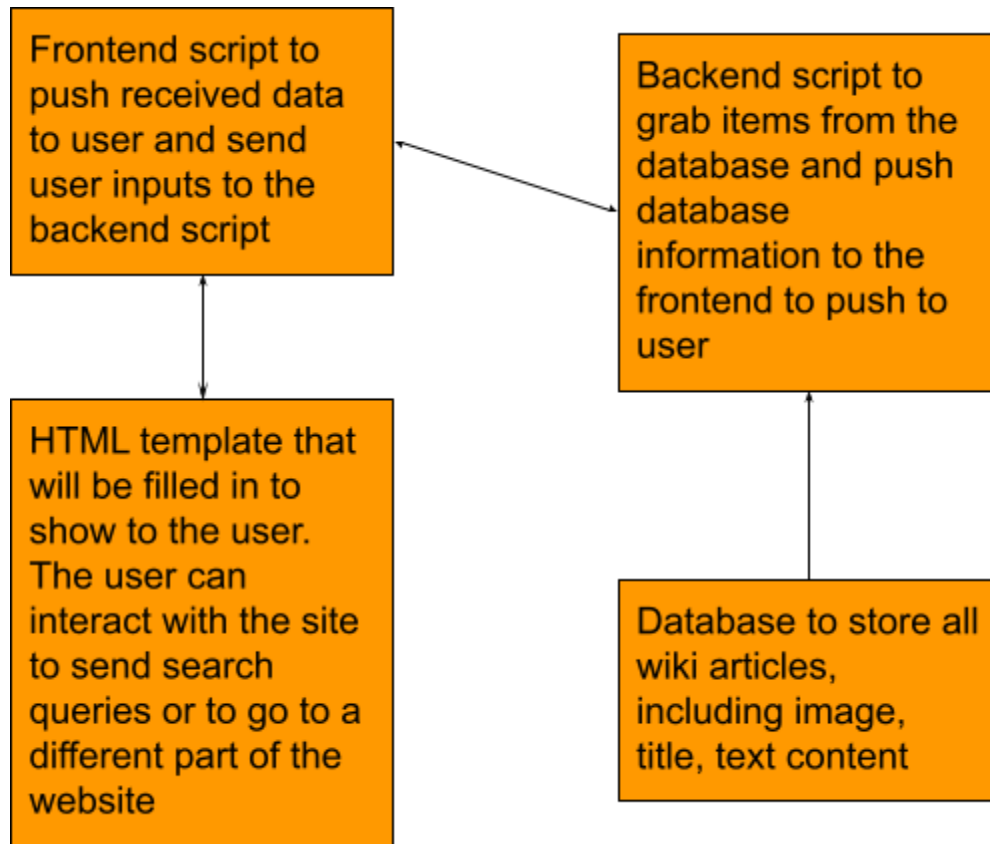 Frontend script to
push received data
to user and send
user inputs to the
backend script
Backend script to
grab items from the
database and push
database
information to the
frontend to push to
user
HTML template that
will be filled in to
show to the user.
The user can
interact with the site
to send search
queries or to go to a
different part of the
website
Database to store all
wiki articles,
including image,
title, text content